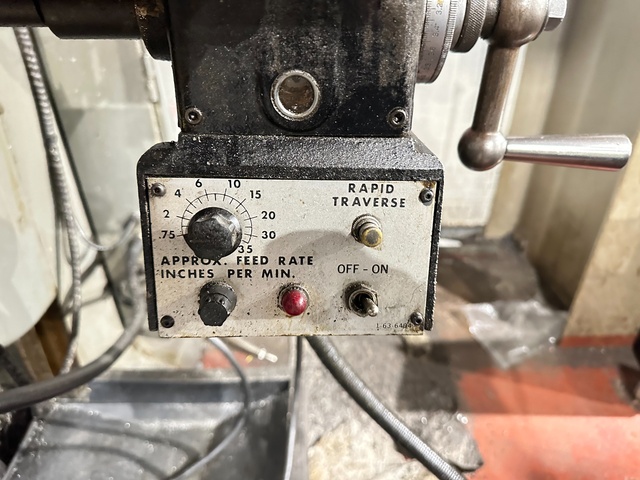 RAPID
TRAVERSE
4 6 10 15
2 20
.75 30
35
APPROX. FEED RATE
INCHES PER MIN.
OFF - ON